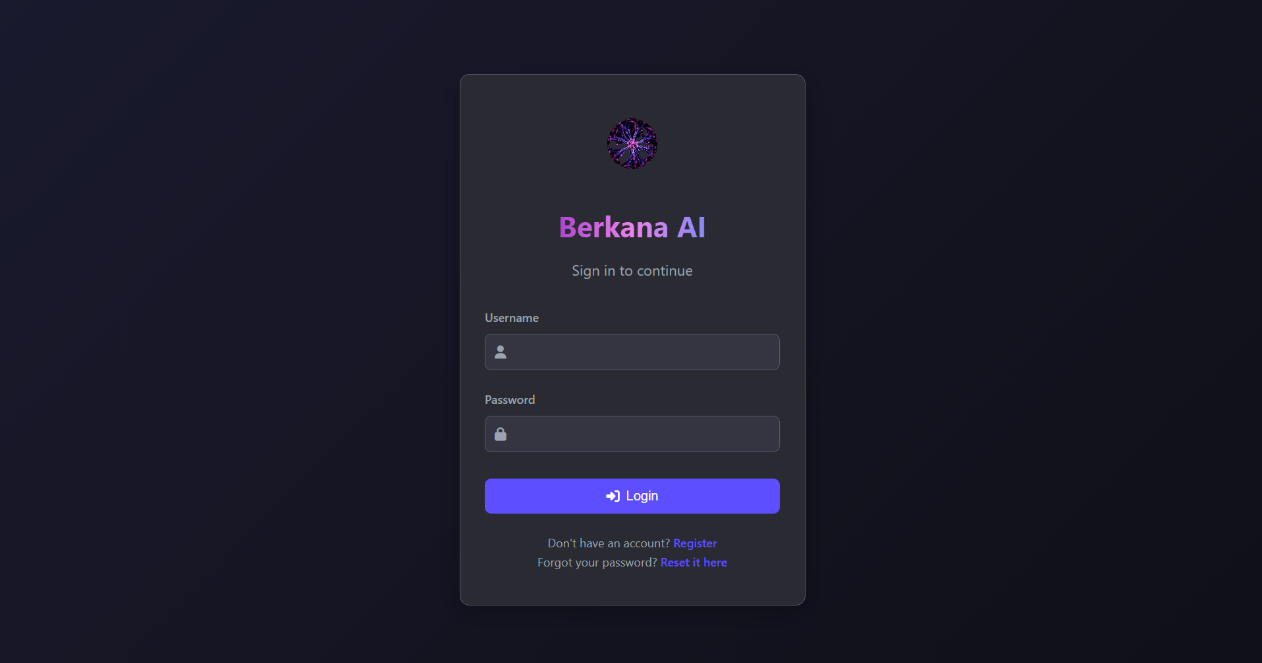 Berkana AI
Sign in to continue
Username
Password
Login
Don't have an account? Register
Forgot your password? Reset it here